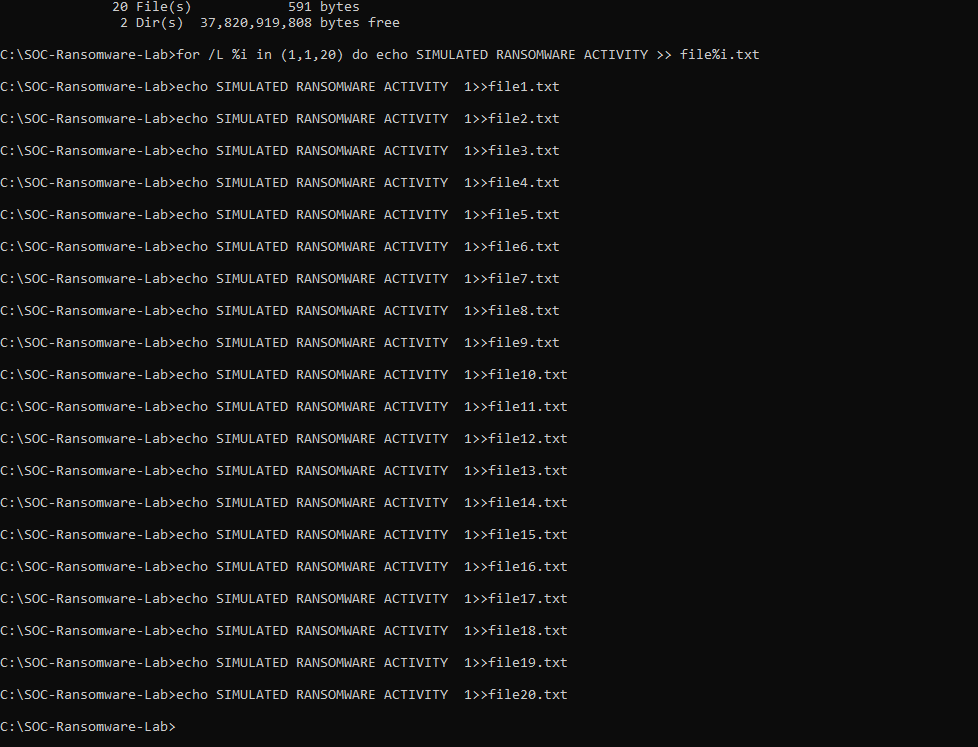 20 File(s)            591 bytes
2 Dir(s)  37,820,919,808 bytes free
C:\SOC-Ransomware-Lab>for /L %i in (1,1,20) do echo SIMULATED RANSOMWARE ACTIVITY >> file%i.txt
C:\SOC-Ransomware-Lab>echo SIMULATED RANSOMWARE ACTIVITY  1>>file1.txt
C:\SOC-Ransomware-Lab>echo SIMULATED RANSOMWARE ACTIVITY  1>>file2.txt
C:\SOC-Ransomware-Lab>echo SIMULATED RANSOMWARE ACTIVITY  1>>file3.txt
C:\SOC-Ransomware-Lab>echo SIMULATED RANSOMWARE ACTIVITY  1>>file4.txt
C:\SOC-Ransomware-Lab>echo SIMULATED RANSOMWARE ACTIVITY  1>>file5.txt
C:\SOC-Ransomware-Lab>echo SIMULATED RANSOMWARE ACTIVITY  1>>file6.txt
C:\SOC-Ransomware-Lab>echo SIMULATED RANSOMWARE ACTIVITY  1>>file7.txt
C:\SOC-Ransomware-Lab>echo SIMULATED RANSOMWARE ACTIVITY  1>>file8.txt
C:\SOC-Ransomware-Lab>echo SIMULATED RANSOMWARE ACTIVITY  1>>file9.txt
C:\SOC-Ransomware-Lab>echo SIMULATED RANSOMWARE ACTIVITY  1>>file10.txt
C:\SOC-Ransomware-Lab>echo SIMULATED RANSOMWARE ACTIVITY  1>>file11.txt
C:\SOC-Ransomware-Lab>echo SIMULATED RANSOMWARE ACTIVITY  1>>file12.txt
C:\SOC-Ransomware-Lab>echo SIMULATED RANSOMWARE ACTIVITY  1>>file13.txt
C:\SOC-Ransomware-Lab>echo SIMULATED RANSOMWARE ACTIVITY  1>>file14.txt
C:\SOC-Ransomware-Lab>echo SIMULATED RANSOMWARE ACTIVITY  1>>file15.txt
C:\SOC-Ransomware-Lab>echo SIMULATED RANSOMWARE ACTIVITY  1>>file16.txt
C:\SOC-Ransomware-Lab>echo SIMULATED RANSOMWARE ACTIVITY  1>>file17.txt
C:\SOC-Ransomware-Lab>echo SIMULATED RANSOMWARE ACTIVITY  1>>file18.txt
C:\SOC-Ransomware-Lab>echo SIMULATED RANSOMWARE ACTIVITY  1>>file19.txt
C:\SOC-Ransomware-Lab>echo SIMULATED RANSOMWARE ACTIVITY  1>>file20.txt
C:\SOC-Ransomware-Lab>